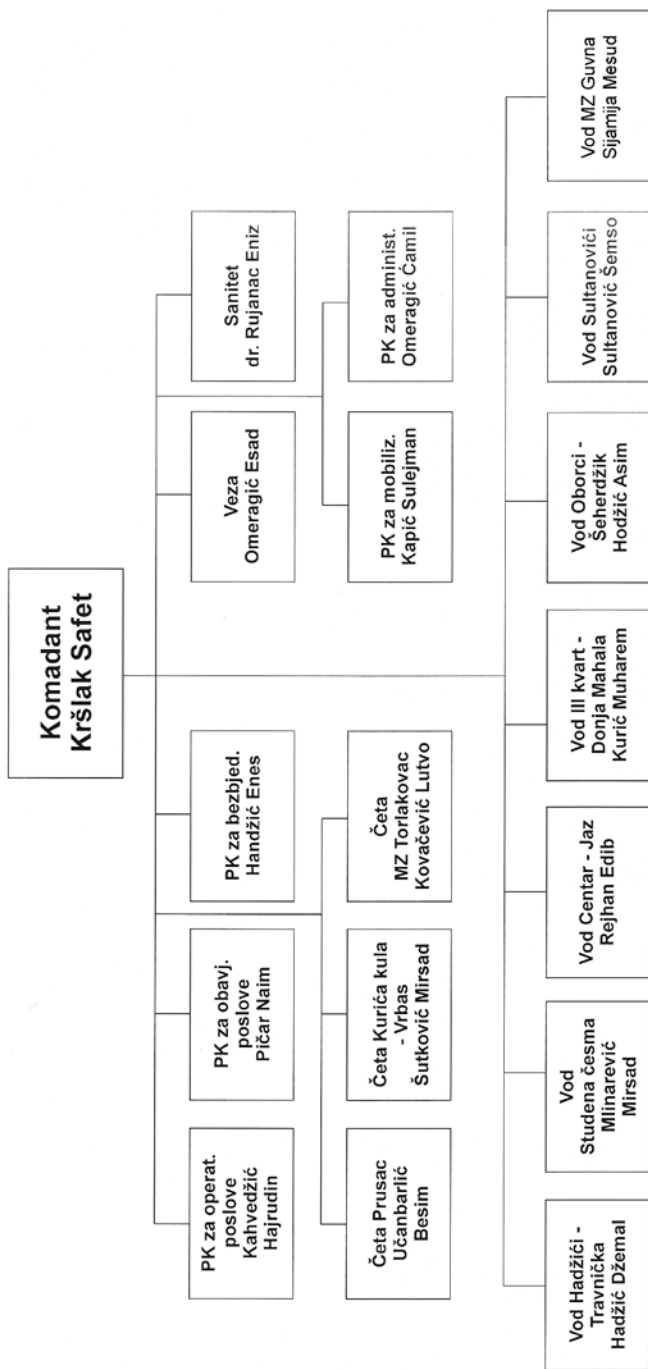 Komadant
Kršlak Safet
PK za operat.
poslove
Kahvedžić
Hajrudin
PK za obavj.
poslove
Pičar Naim
PK za bezbjed.
Handžić Enes
Veza
Omeragić Esad
Sanitet
dr. Rujanac Eniz
Četa Prusac
Učanbarlić
Besim
Četa Kurića kula
- Vrbas
Šutković Mirsad
Četa
MZ Torlakovac
Kovačević Lutvo
PK za mobiliz.
Kapić Sulejman
PK za administ.
Omeragić Ćamil
Vod Hadžići -
Travnička
Hadžić Džemal
Vod
Studena česma
Mlinarević
Mirsad
Vod Centar - Jaz
Rejhan Edib
Vod III kvart -
Donja Mahala
Kurić Muharem
Vod Oborci -
Šeherdžik
Hodžić Asim
Vod Sultanovići
Sultanović Šemso
Vod MZ Guvna
Sijamija Mesud